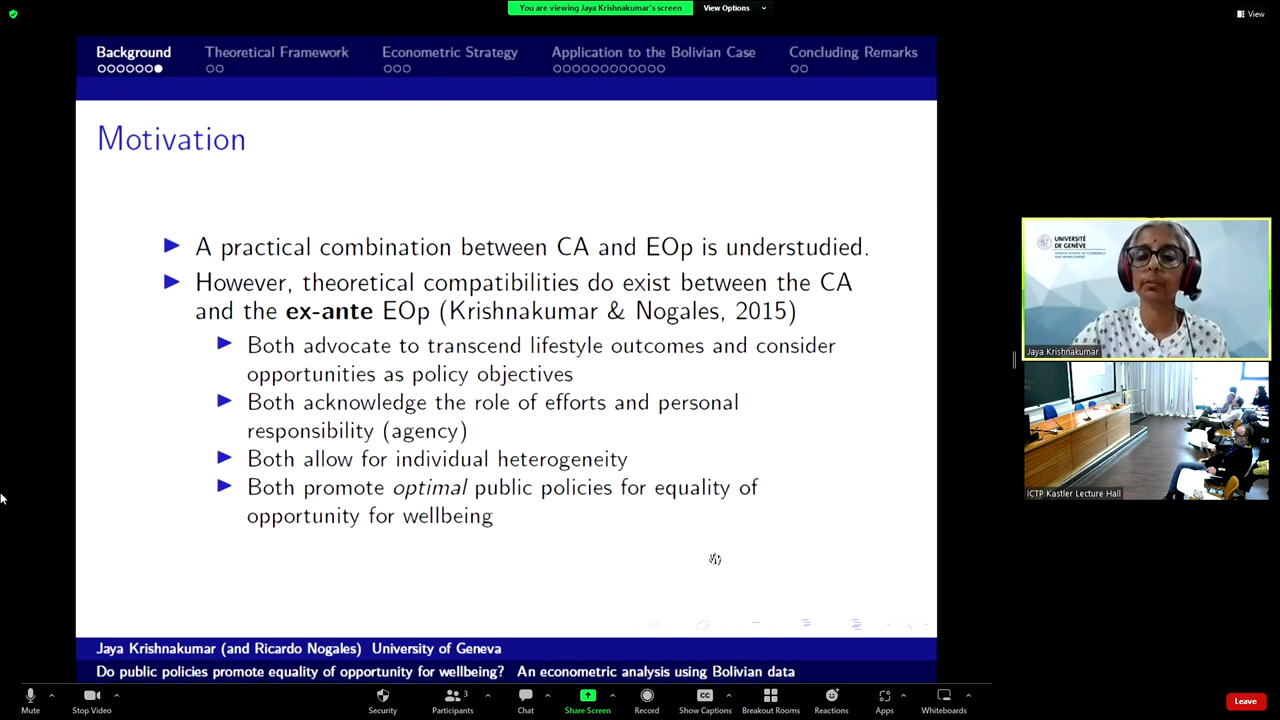 You are viewing Jaya Krishnakumar's screen
View Options
View
Background
Theoretical Framework
Econometric Strategy
Application to the Bolivian Case
Concluding Remarks
Motivation
A practical combination between CA and EOp is understudied.
However, theoretical compatibilities do exist between the CA
and the ex-ante EOp (Krishnakumar & Nogales, 2015)
Both advocate to transcend lifestyle outcomes and consider
opportunities as policy objectives
Both acknowledge the role of efforts and personal
responsibility (agency)
Both allow for individual heterogeneity
Both promote optimal public policies for equality of
opportunity for wellbeing
UNIVERSITÉ
DE GENÈVE
GENEVA SCHOOL OF ECONOMICS
AND MANAGEMENT
Jaya Krishnakumar
ICTP Kastler Lecture Hall
Jaya Krishnakumar (and Ricardo Nogales) University of Geneva
Do public policies promote equality of opportunity for wellbeing? An econometric analysis using Bolivian data
Mute
Stop Video
Security
Participants
3
Chat
Share Screen
Record
Show Captions
Breakout Rooms
Reactions
Apps
Whiteboards
Leave